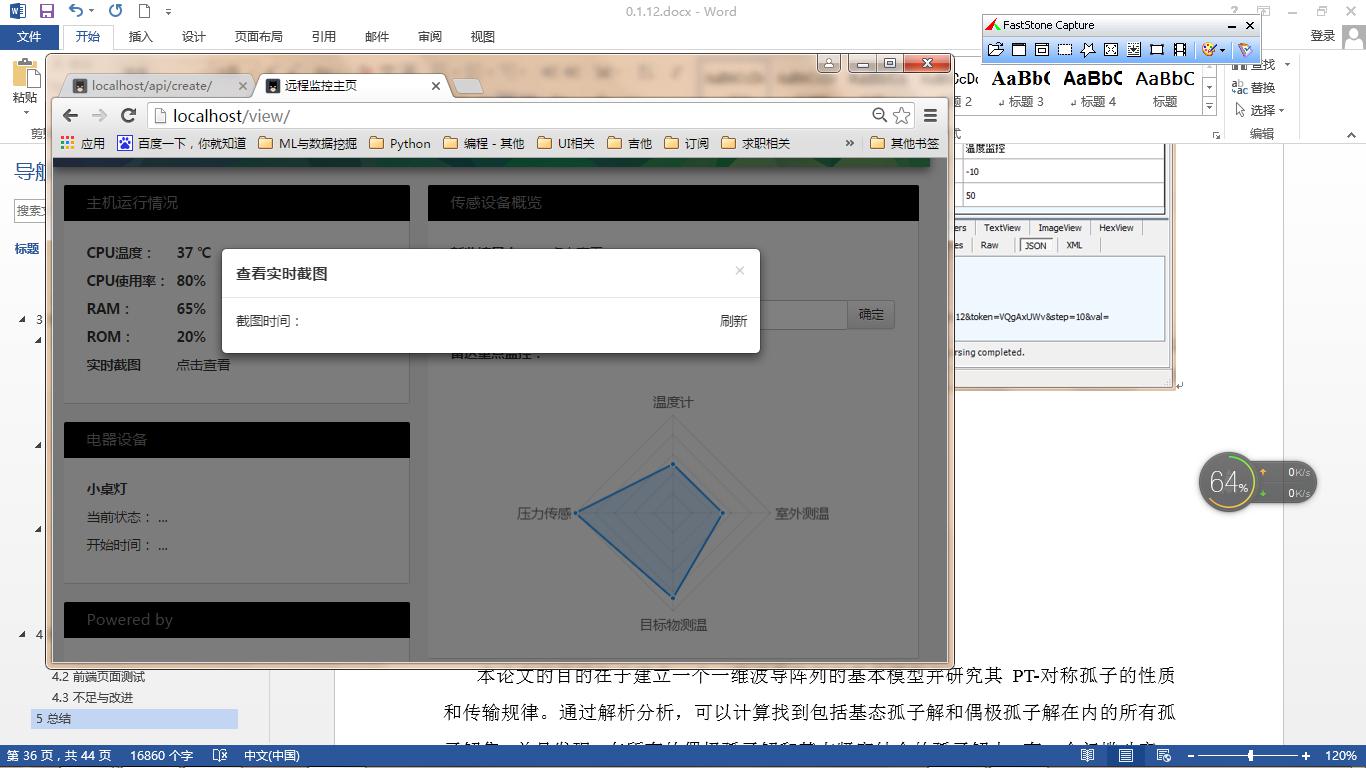 0.1.12.docx - Word
FastStone Capture
文件 开始 插入 设计 页面布局 引用 邮件 审阅 视图
登录
粘贴
查找
替换
选择
编辑
AaBbC AaBbC
标题 3 标题 4 标题
localhost/api/create/
远程监控主页
localhost/view/
应用 百度一下，你就知道 ML与数据挖掘 Python 编程 - 其他 UI相关 吉他 订阅 求职相关 » 其他书签
标题
3
4
主机运行情况
CPU温度： 37 ℃
CPU使用率： 80%
RAM： 65%
ROM： 20%
实时截图 点击查看
电器设备
小桌灯
当前状态： ...
开始时间： ...
Powered by
传感设备概览
查看实时截图 ×
截图时间： 刷新
确定
雷达重点监控：
温度计
室外测温
目标物测温
压力传感
温度监控
-10
50
TextView ImageView HexView
Raw JSON XML
12&token=VQgAxUWv&step=10&val=
rsing completed.
64%
0K/s
0K/s
4.2 前端页面测试
4.3 不足与改进
5 总结
本论文的目的在于建立一个一维波导阵列的基本模型并研究其 PT-对称孤子的性质
和传输规律。通过解析分析，可以计算找到包括基态孤子解和偶极孤子解在内的所有孤
第 36 页，共 44 页 16860 个字 中文(中国) 120%